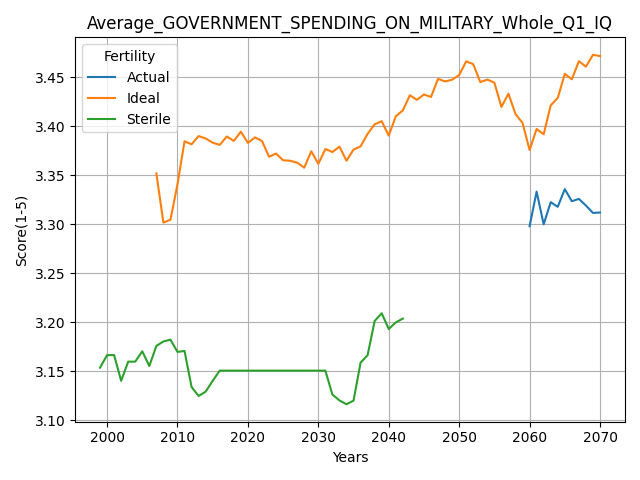 Average_GOVERNMENT_SPENDING_ON_MILITARY_Whole_Q1_IQ
Fertility
Actual
Ideal
Sterile
Score(1-5)
3.45
3.40
3.35
3.30
3.25
3.20
3.15
3.10
2000 2010 2020 2030 2040 2050 2060 2070
Years